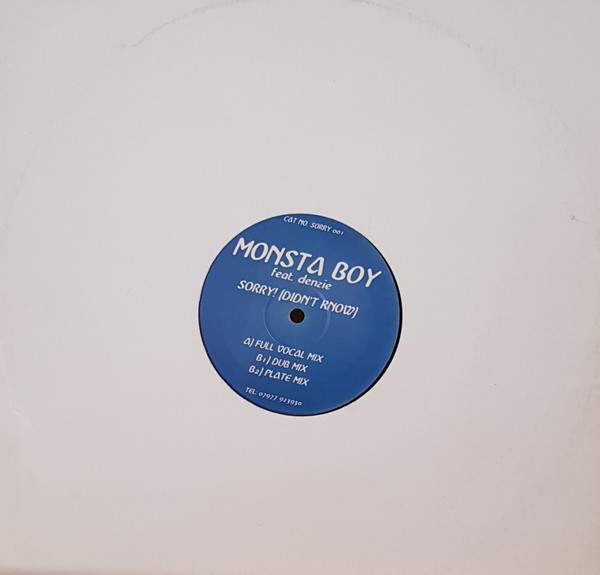 CAT NO. SORRY 001
MONSTA BOY
feat. denzie
SORRY! (DIDN'T KNOW)
A) FULL VOCAL MIX
B1) DUB MIX
B2) PLATE MIX
TEL: 07977 923930